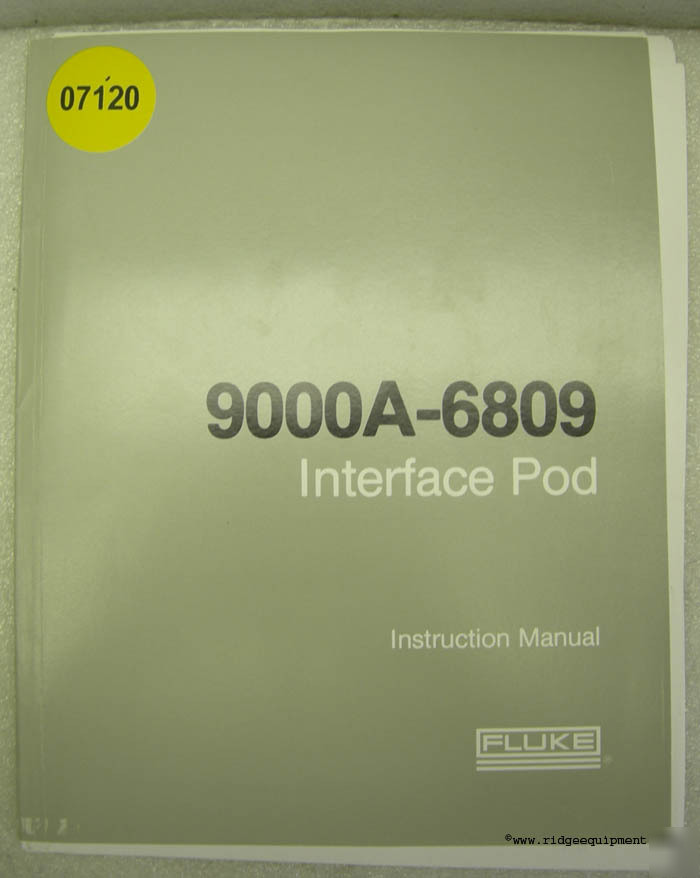 07120
9000A-6809
Interface Pod
Instruction Manual
FLUKE
®
©www.ridgeequipment